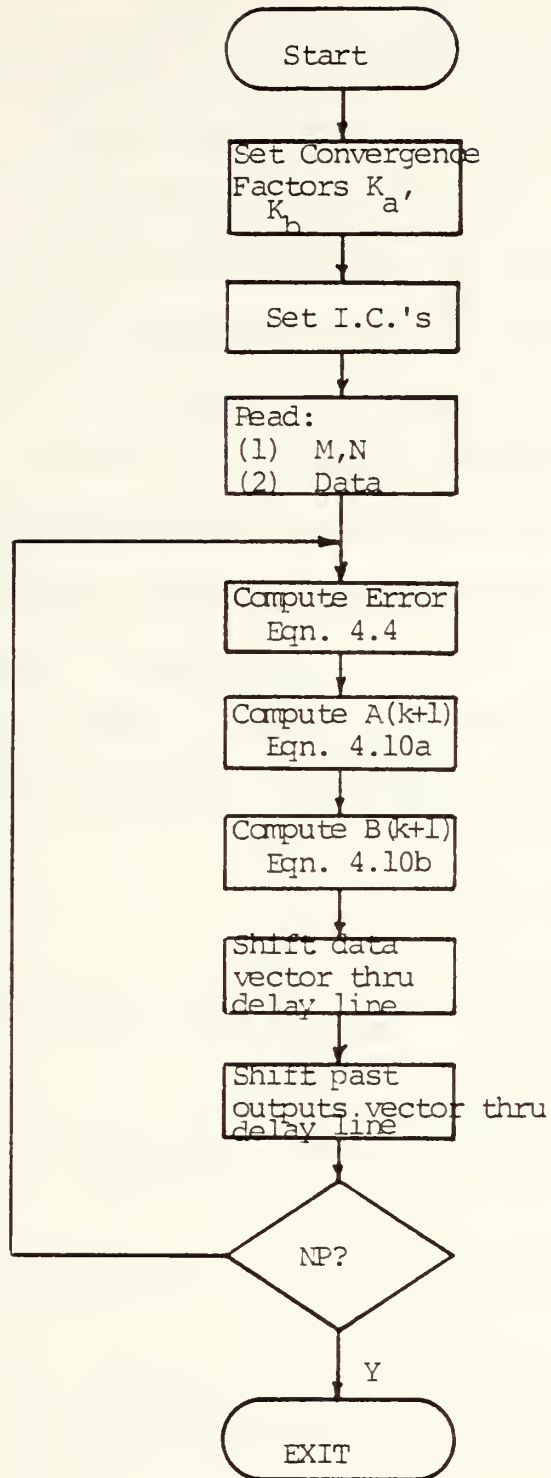 Start
Set Convergence
Factors Ka,
Kb
Set I.C.'s
Read:
(1) M,N
(2) Data
Compute Error
Eqn. 4.4
Compute A(k+1)
Eqn. 4.10a
Compute B(k+1)
Eqn. 4.10b
Shift data
vector thru
delay line
Shift past
outputs vector thru
delay line
NP?
Y
EXIT